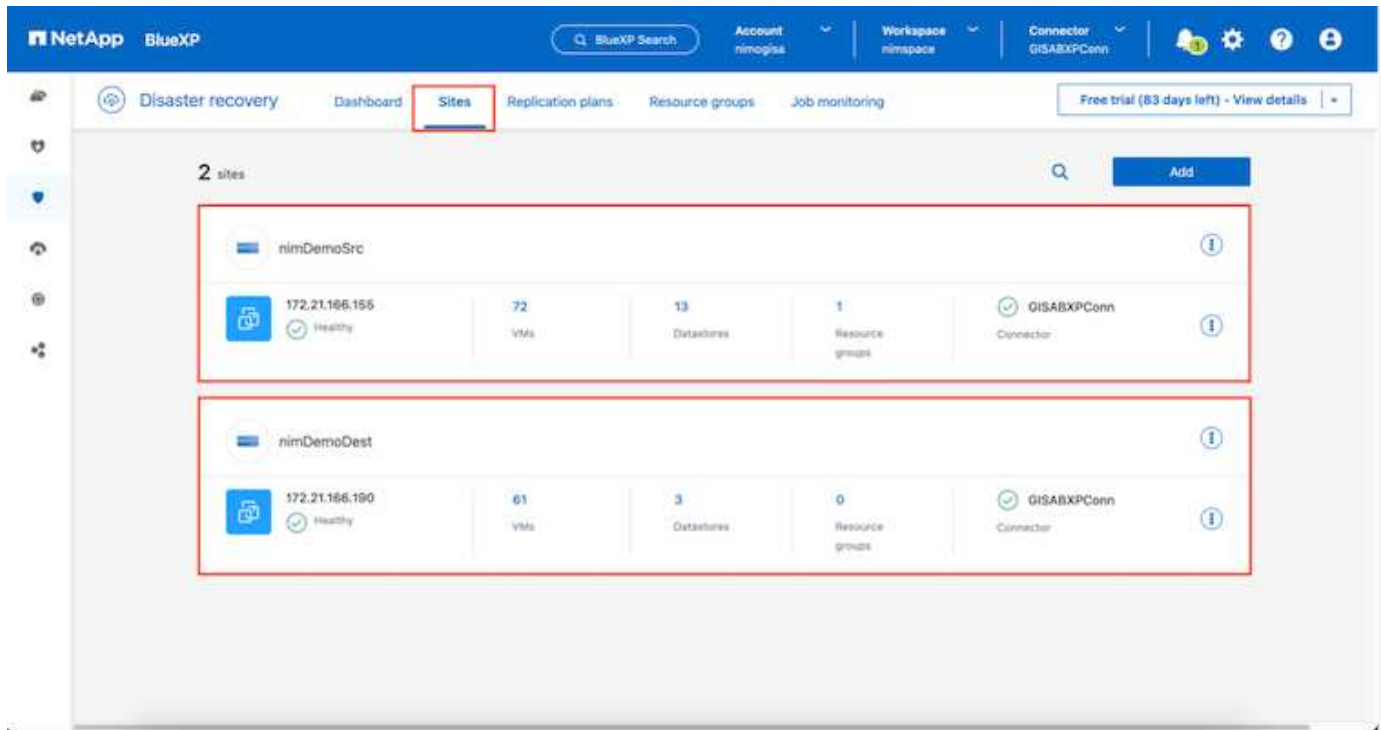 NetApp BlueXP
BlueXP Search
Account
nimogisa
Workspace
nimspace
Connector
GISABXPConn
1
Disaster recovery
Dashboard
Sites
Replication plans
Resource groups
Job monitoring
Free trial (83 days left) - View details
2 sites
Add
nimDemoSrc
172.21.166.155
Healthy
72
VMs
13
Datastores
1
Resource
groups
GISABXPConn
Connector
nimDemoDest
172.21.166.190
Healthy
61
VMs
3
Datastores
0
Resource
groups
GISABXPConn
Connector